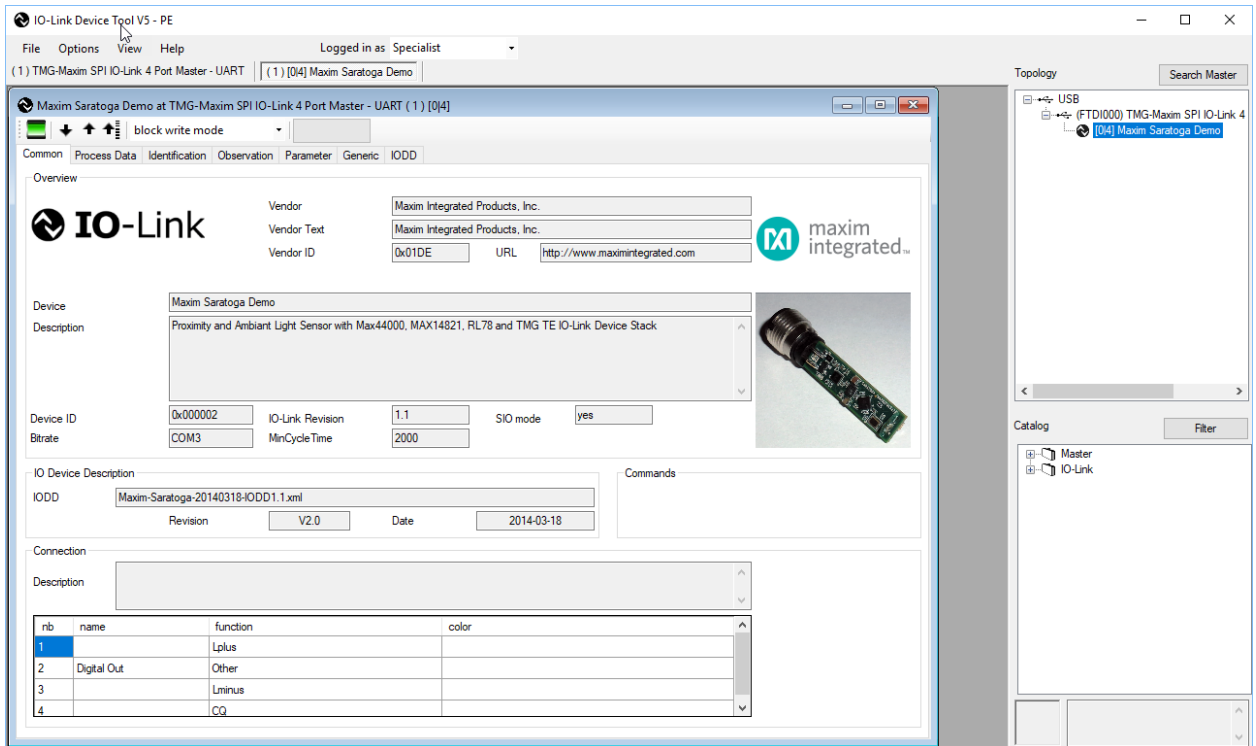 IO-Link Device Tool V5 - PE
File Options View Help Logged in as Specialist
( 1 ) TMG-Maxim SPI IO-Link 4 Port Master - UART ( 1 ) [0|4] Maxim Saratoga Demo
Maxim Saratoga Demo at TMG-Maxim SPI IO-Link 4 Port Master - UART ( 1 ) [0|4]
block write mode
Common Process Data Identification Observation Parameter Generic IODD
Overview
IO-Link
Vendor Maxim Integrated Products, Inc.
Vendor Text Maxim Integrated Products, Inc.
Vendor ID 0x01DE URL http://www.maximintegrated.com
maxim
integrated™
Device Maxim Saratoga Demo
Description Proximity and Ambiant Light Sensor with Max44000, MAX14821, RL78 and TMG TE IO-Link Device Stack
Device ID 0x000002 IO-Link Revision 1.1 SIO mode yes
Bitrate COM3 MinCycleTime 2000
IO Device Description
IODD Maxim-Saratoga-20140318-IODD1.1.xml
Revision V2.0 Date 2014-03-18
Commands
Connection
Description
nb name function color
1 Lplus
2 Digital Out Other
3 Lminus
4 CQ
Topology Search Master
USB
(FTDI000) TMG-Maxim SPI IO-Link 4
[0|4] Maxim Saratoga Demo
Catalog Filter
Master
IO-Link